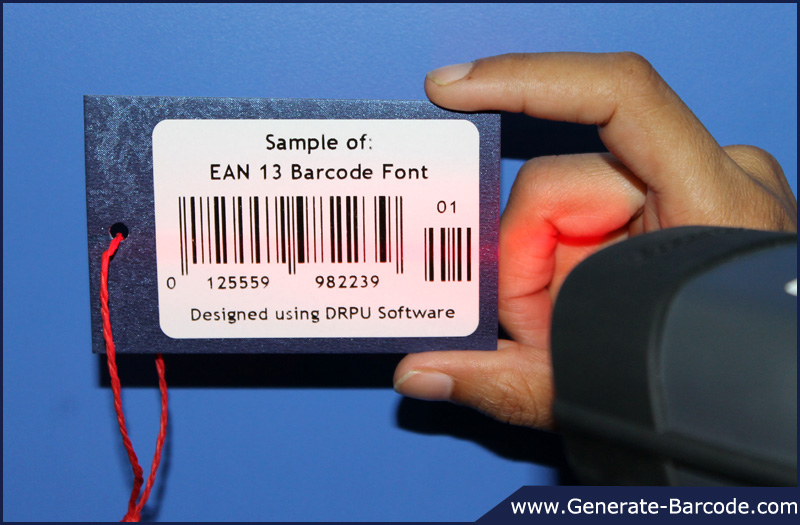 Sample of:
EAN 13 Barcode Font
01
0 125559 982239
Designed using DRPU Software
www.Generate-Barcode.com